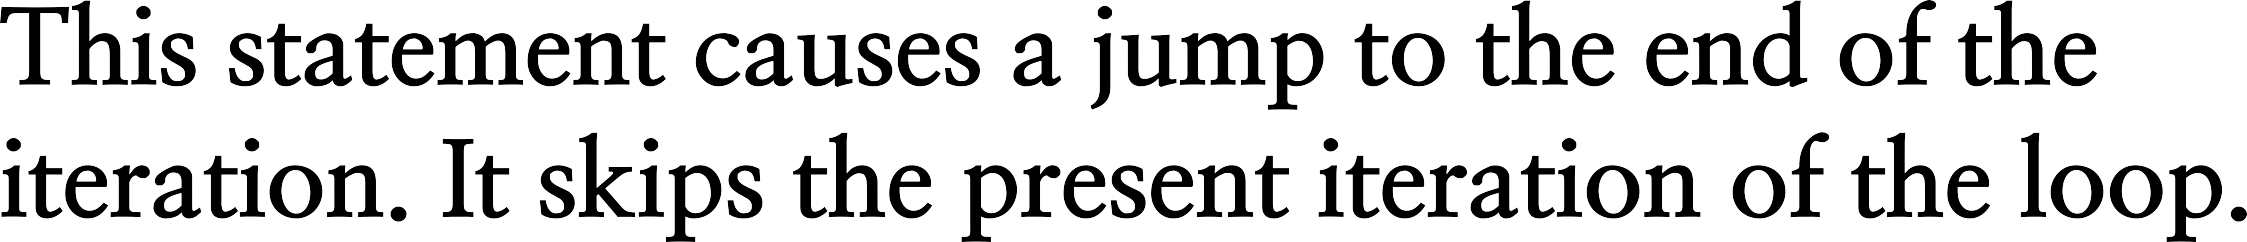 This statement causes a jump to the end of the
iteration. It skips the present iteration of the loop.